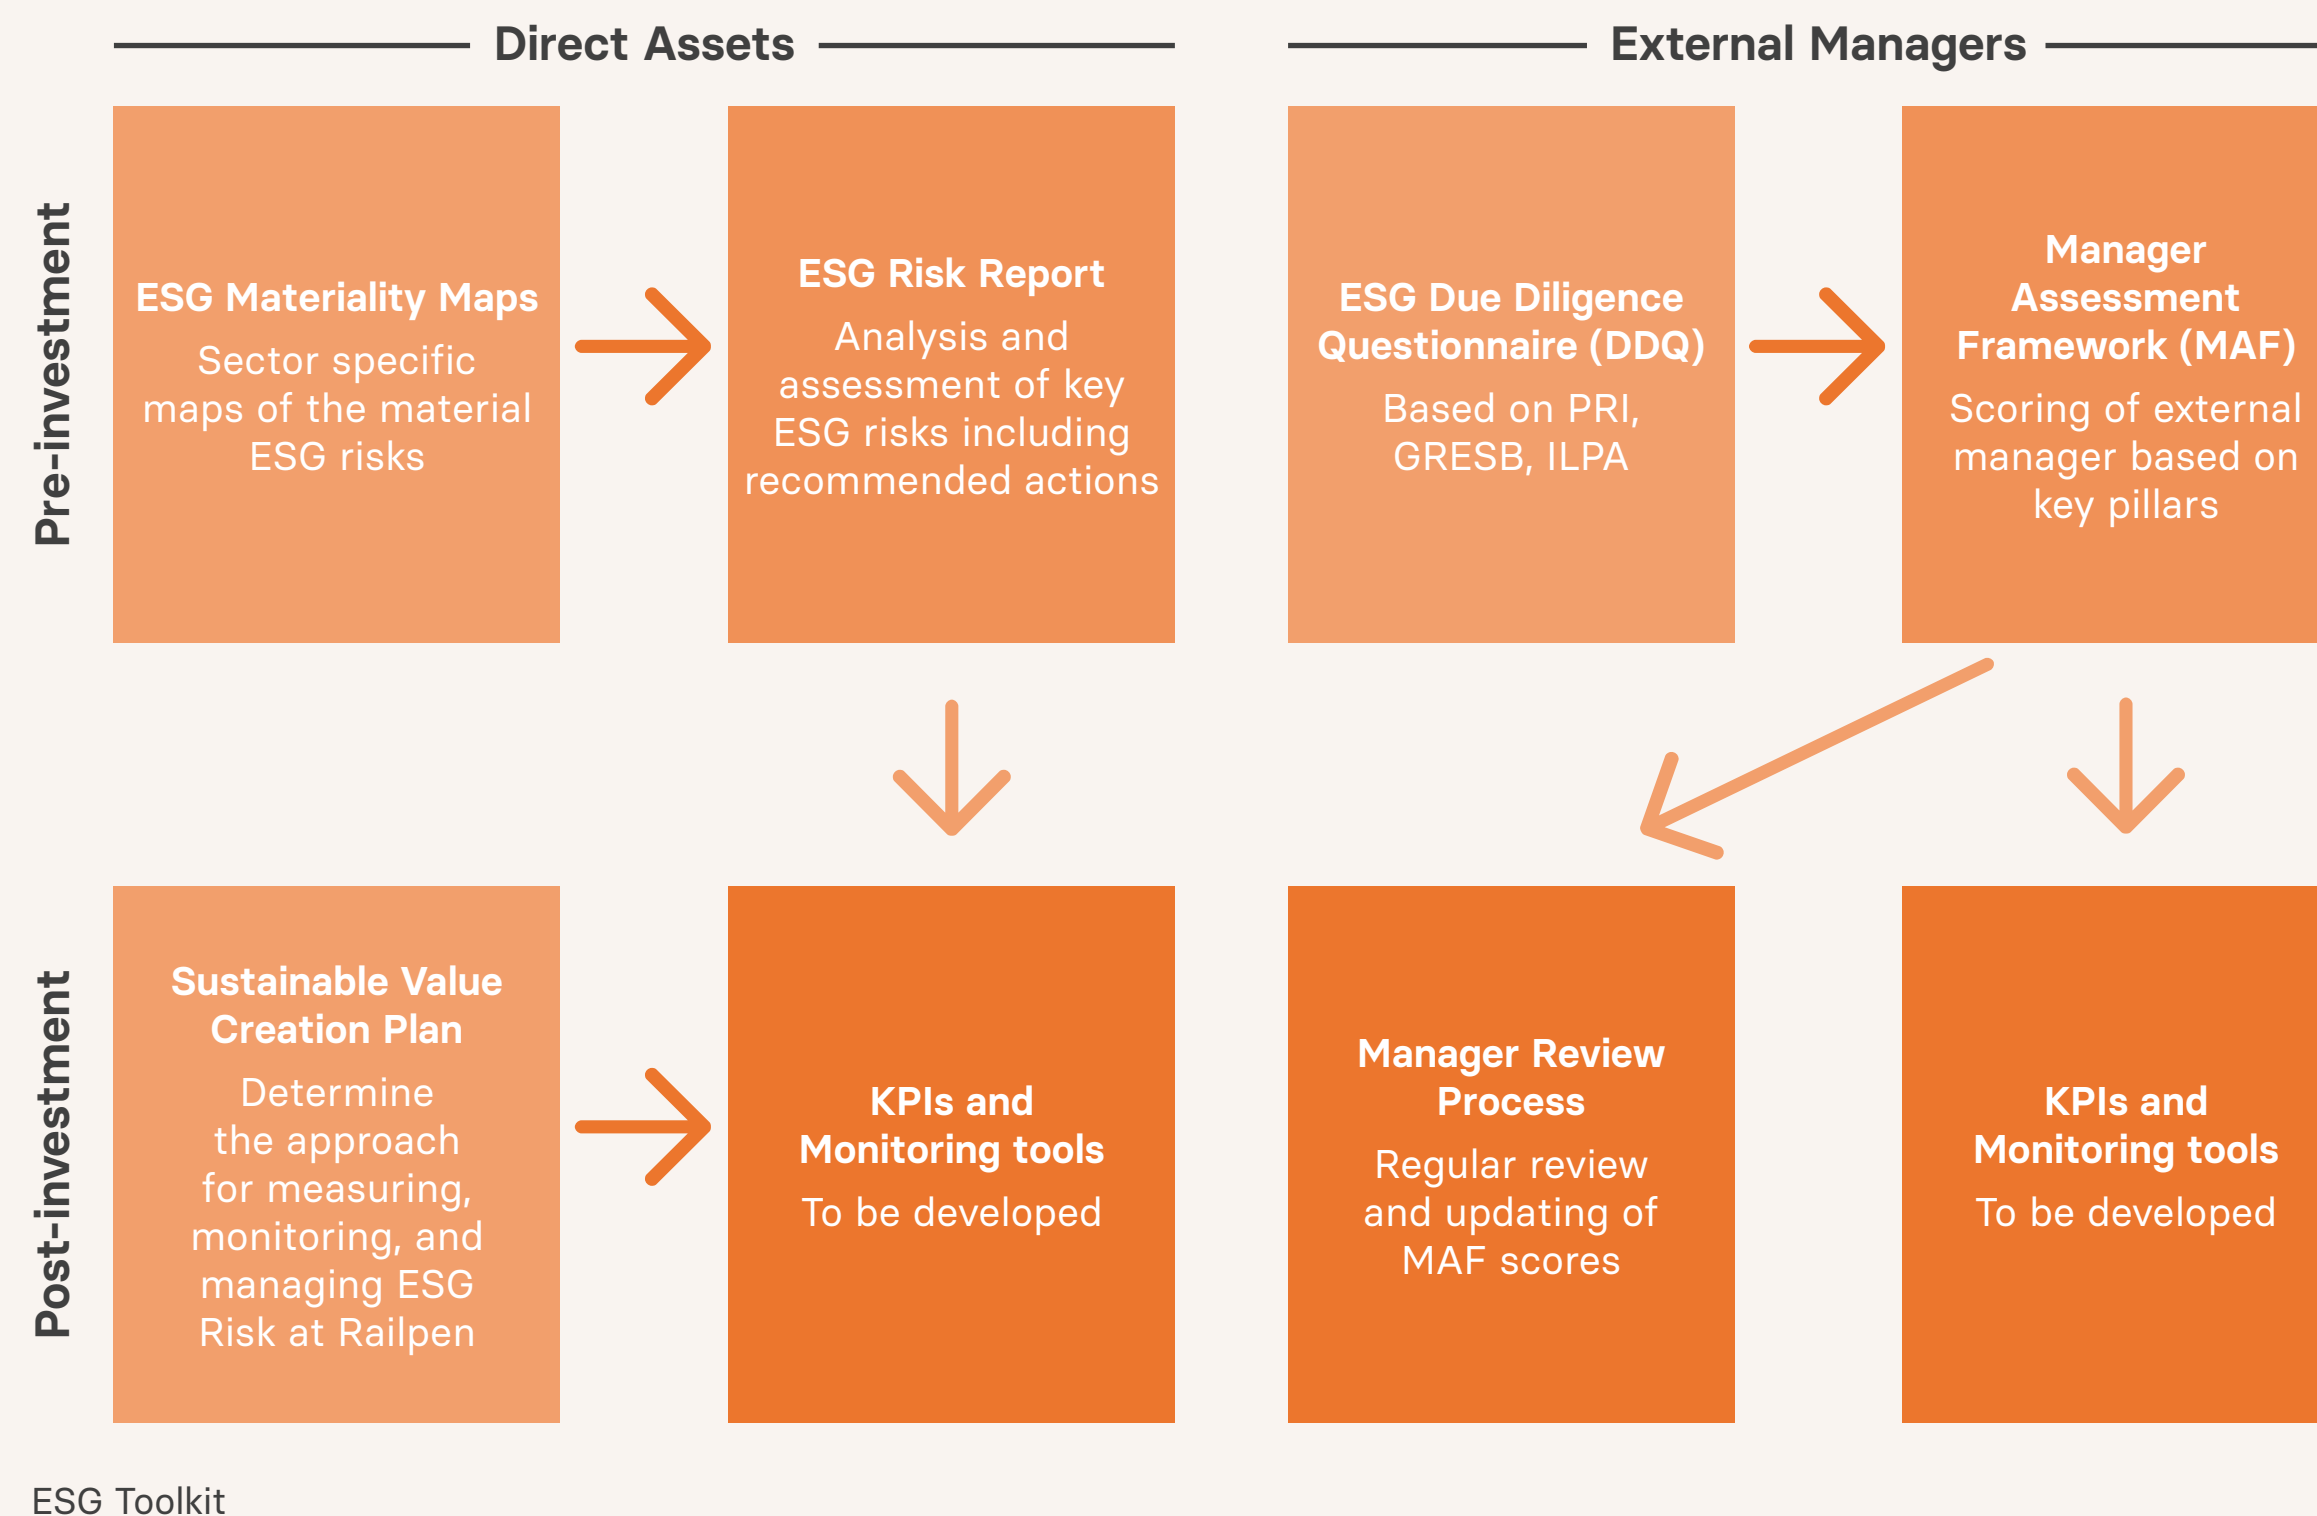 Direct Assets
External Managers
Pre-investment
ESG Materiality Maps
Sector specific
maps of the material
ESG risks
ESG Risk Report
Analysis and
assessment of key
ESG risks including
recommended actions
ESG Due Diligence
Questionnaire (DDQ)
Based on PRI,
GRESB, ILPA
Manager
Assessment
Framework (MAF)
Scoring of external
manager based on
key pillars
Post-investment
Sustainable Value
Creation Plan
Determine
the approach
for measuring,
monitoring, and
managing ESG
Risk at Railpen
KPIs and
Monitoring tools
To be developed
Manager Review
Process
Regular review
and updating of
MAF scores
KPIs and
Monitoring tools
To be developed
ESG Toolkit